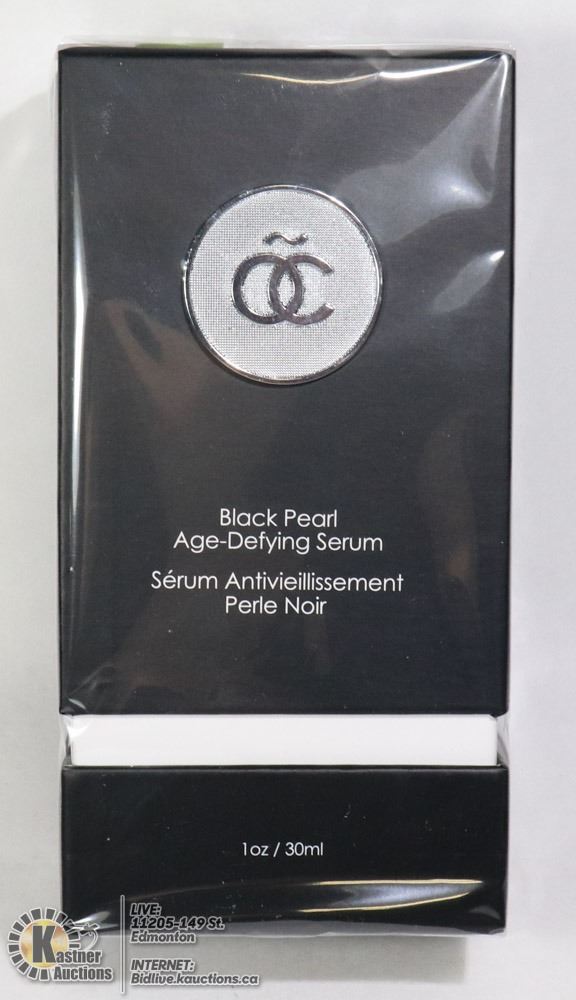 ÕC
Black Pearl
Age-Defying Serum
Sérum Antivieillissement
Perle Noir
1oz / 30ml
Kastner
Auctions
LIVE:
11205-149 St.
Edmonton
INTERNET:
Bidlive.kauctions.ca